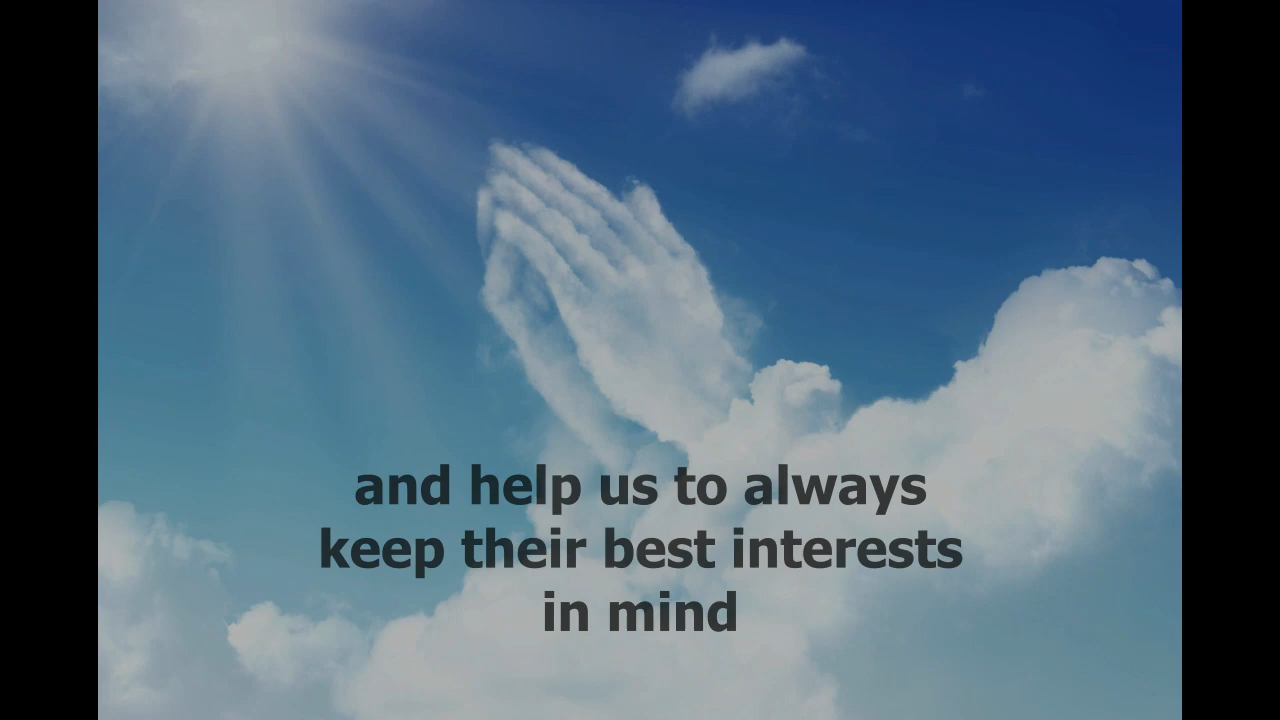 and help us to always
keep their best interests
in mind